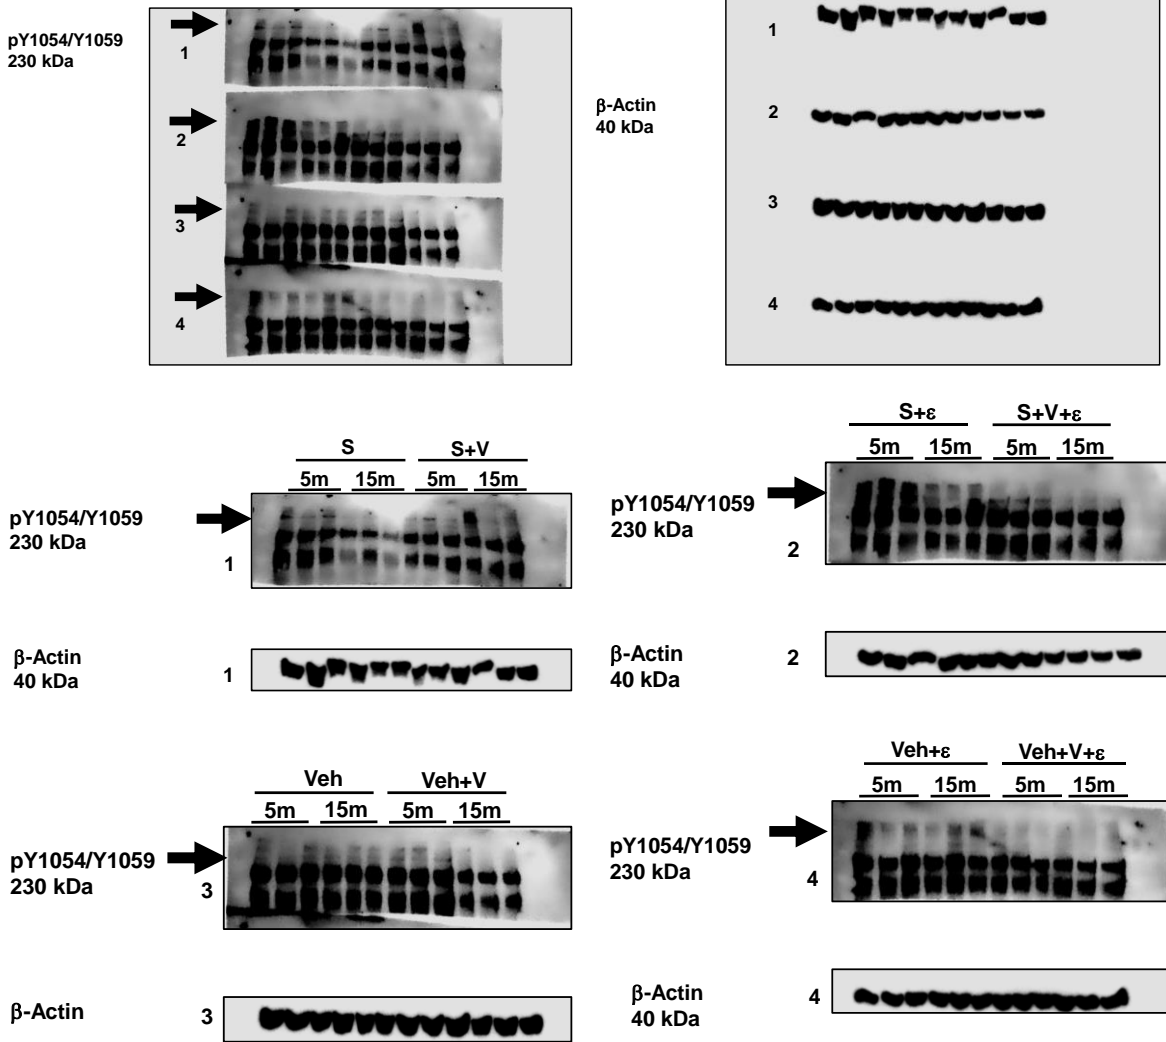 pY1054/Y1059
230 kDa
1
2
3
4
β-Actin
40 kDa
1
2
3
4
S S+V
5m 15m 5m 15m
pY1054/Y1059
230 kDa
1
β-Actin
40 kDa
1
S+ε S+V+ε
5m 15m 5m 15m
pY1054/Y1059
230 kDa
2
β-Actin
40 kDa
2
Veh Veh+V
5m 15m 5m 15m
pY1054/Y1059
230 kDa
3
β-Actin
3
Veh+ε Veh+V+ε
5m 15m 5m 15m
pY1054/Y1059
230 kDa
4
β-Actin
40 kDa
4